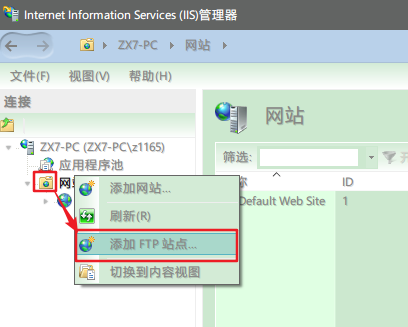 Internet Information Services (IIS)管理器
ZX7-PC
网站
文件(F)
视图(V)
帮助(H)
连接
ZX7-PC (ZX7-PC\z1165)
应用程序池
网站
添加网站...
刷新(R)
添加 FTP 站点...
切换到内容视图
网站
筛选:
开
称
ID
Default Web Site
1